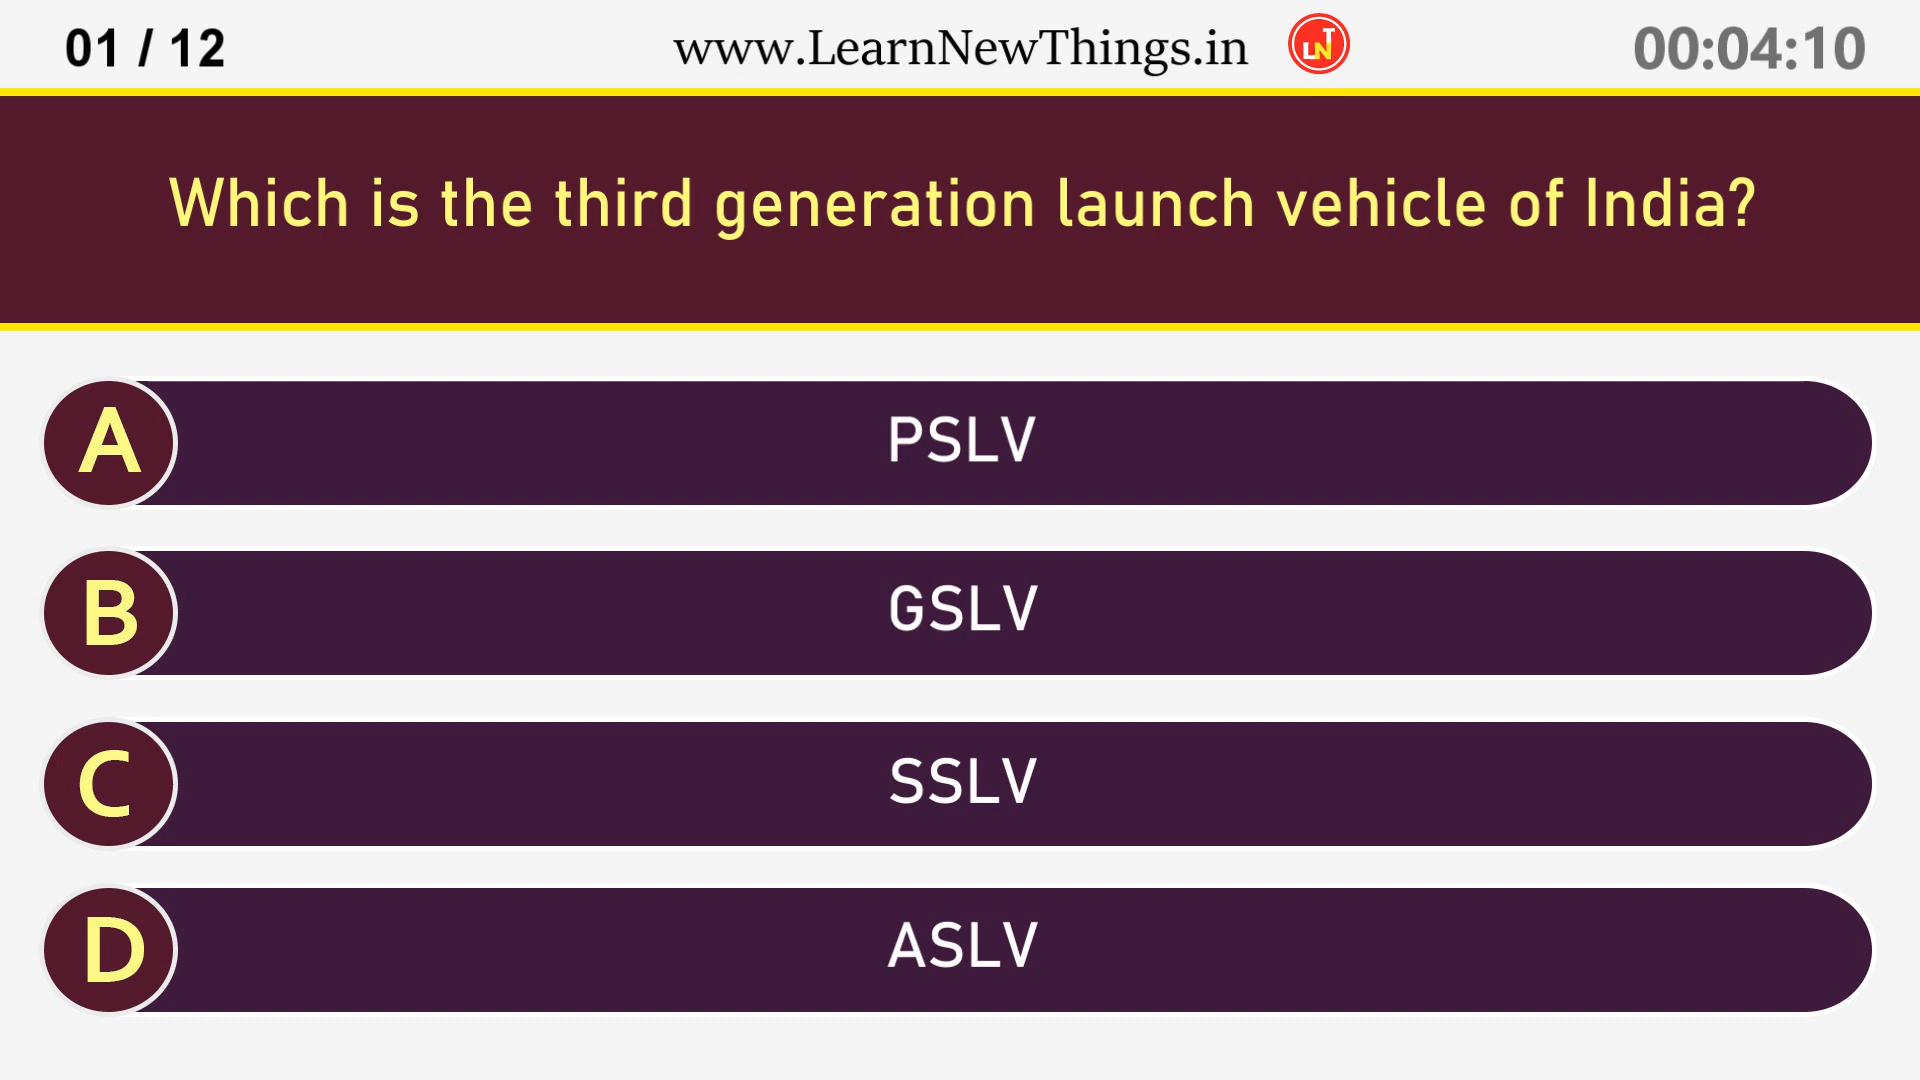 01 / 12
www.LearnNewThings.in
LNT
00:04:10
Which is the third generation launch vehicle of India?
A
PSLV
B
GSLV
C
SSLV
D
ASLV